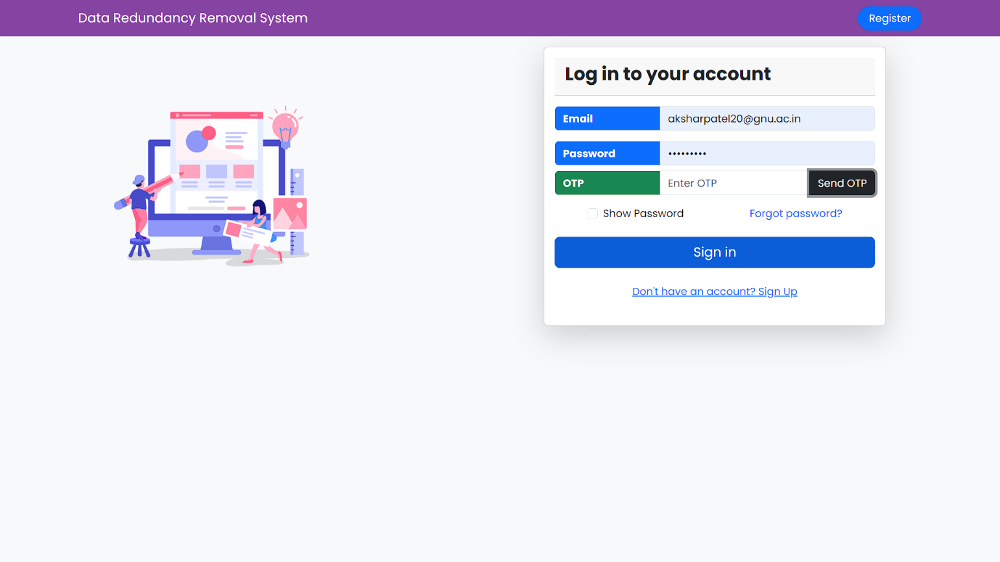 Data Redundancy Removal System
Register
Log in to your account
Email
aksharpatel20@gnu.ac.in
Password
•••••••••
OTP
Enter OTP
Send OTP
Show Password
Forgot password?
Sign in
Don't have an account? Sign Up